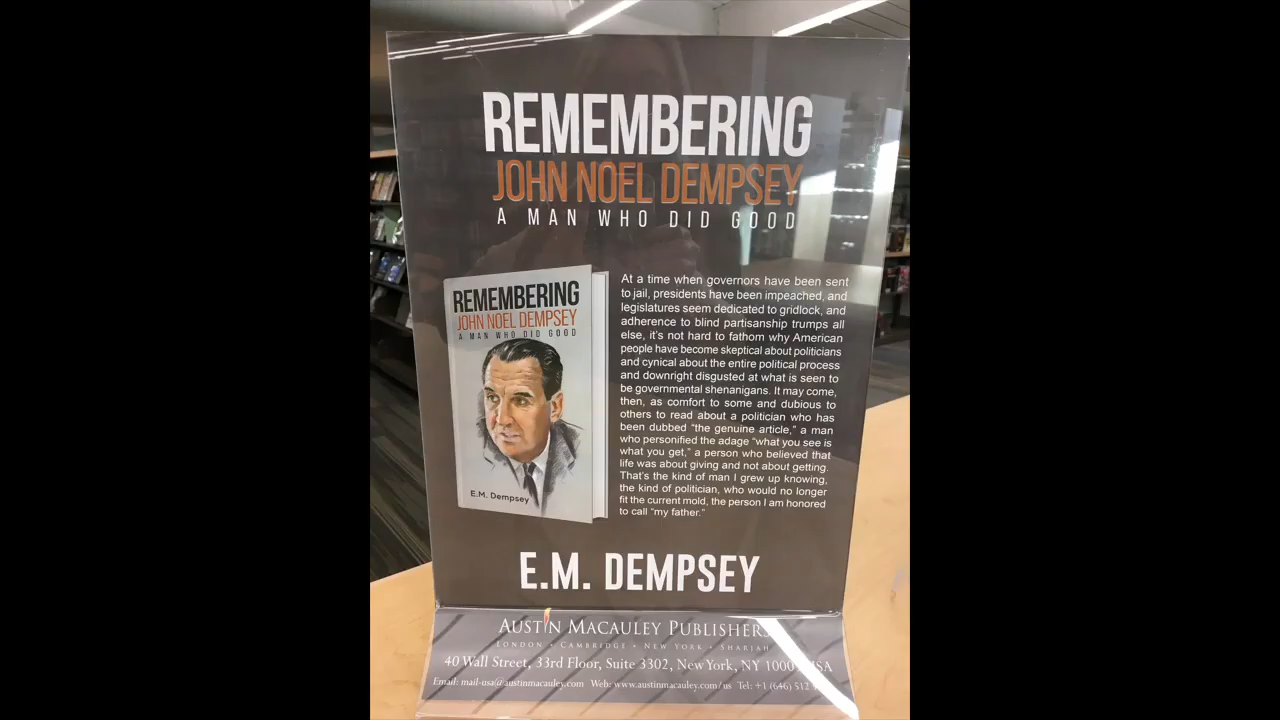 REMEMBERING
JOHN NOEL DEMPSEY
A MAN WHO DID GOOD
REMEMBERING
JOHN NOEL DEMPSEY
A MAN WHO DID GOOD
E.M. Dempsey
At a time when governors have been sent
to jail, presidents have been impeached, and
legislatures seem dedicated to gridlock, and
adherence to blind partisanship trumps all
else, it's not hard to fathom why American
people have become skeptical about politicians
and cynical about the entire political process
and downright disgusted at what is seen to
be governmental shenanigans. It may come,
then, as comfort to some and dubious to
others to read about a politician who has
been dubbed “the genuine article,” a man
who personified the adage “what you see is
what you get,” a person who believed that
life was about giving and not about getting.
That's the kind of man I grew up knowing,
the kind of politician, who would no longer
fit the current mold, the person I am honored
to call “my father.”
E.M. DEMPSEY
AUSTIN MACAULEY PUBLISHERS
LONDON • CAMBRIDGE • NEW YORK • SHARJAH
40 Wall Street, 33rd Floor, Suite 3302, New York, NY 1000 USA
Email: mail-usa@austinmacauley.com Web: www.austinmacauley.com/us Tel: +1 (646) 512